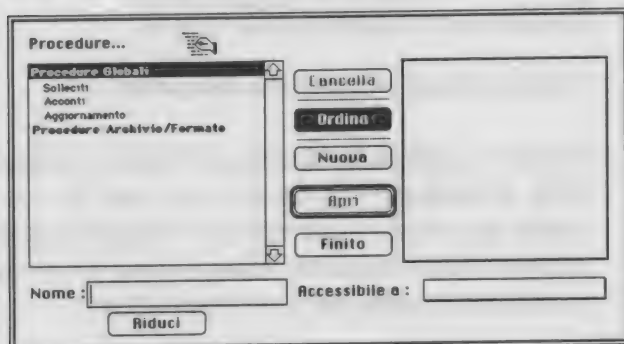 Procedure...
Procedure Globali
Solleciti
Acconti
Aggiornamento
Procedure Archivio/Formato
Cancella
Ordina
Nuova
Apri
Finito
Nome :
Accessibile a :
Riduci